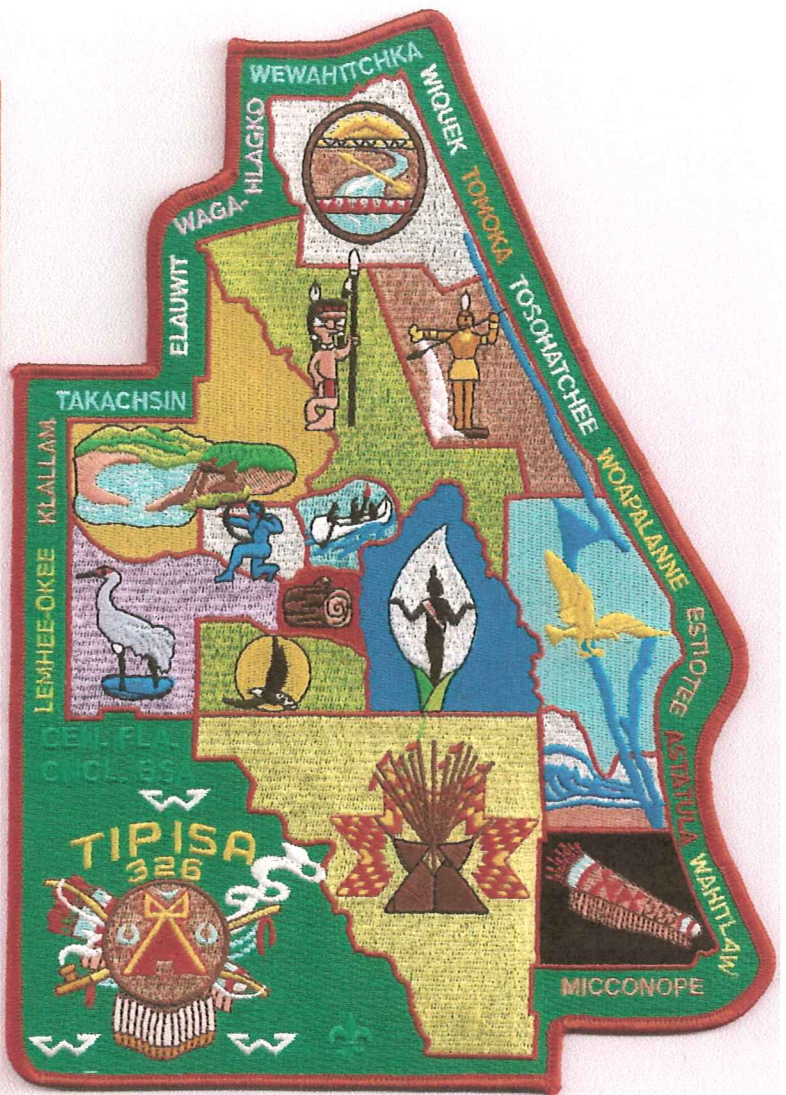 WEWAHITCHKA
WIQUEK
TOMOKA
TOSOHATCHEE
WOAPALANNE
ESTIOTEE
ASTATULA
WAHITLAW
MICCONOPE
WAGA-HLAGKO
ELAUWIT
TAKACHSIN
KLALLAM
LEMHEE-OKEE
CEN. FLA.
CNCL. BSA
W
TIPISA
326
W
W